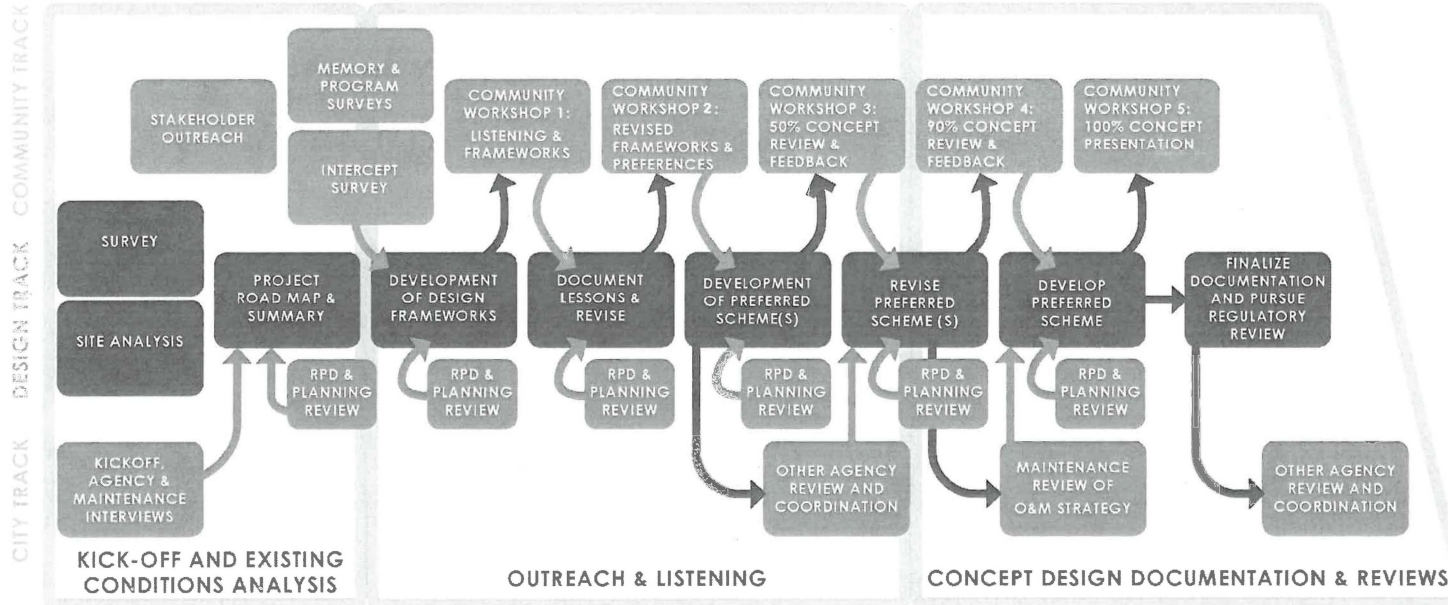 COMMUNITY TRACK
DESIGN TRACK
CITY TRACK
STAKEHOLDER
OUTREACH
MEMORY &
PROGRAM
SURVEYS
INTERCEPT
SURVEY
COMMUNITY
WORKSHOP 1:
LISTENING &
FRAMEWORKS
COMMUNITY
WORKSHOP 2:
REVISED
FRAMEWORKS &
PREFERENCES
COMMUNITY
WORKSHOP 3:
50% CONCEPT
REVIEW &
FEEDBACK
COMMUNITY
WORKSHOP 4:
90% CONCEPT
REVIEW &
FEEDBACK
COMMUNITY
WORKSHOP 5:
100% CONCEPT
PRESENTATION
SURVEY
SITE ANALYSIS
PROJECT
ROAD MAP &
SUMMARY
DEVELOPMENT
OF DESIGN
FRAMEWORKS
DOCUMENT
LESSONS &
REVISE
DEVELOPMENT
OF PREFERRED
SCHEME(S)
REVISE
PREFERRED
SCHEME (S)
DEVELOP
PREFERRED
SCHEME
FINALIZE
DOCUMENTATION
AND PURSUE
REGULATORY
REVIEW
RPD &
PLANNING
REVIEW
RPD &
PLANNING
REVIEW
RPD &
PLANNING
REVIEW
RPD &
PLANNING
REVIEW
RPD &
PLANNING
REVIEW
RPD &
PLANNING
REVIEW
KICKOFF,
AGENCY &
MAINTENANCE
INTERVIEWS
OTHER AGENCY
REVIEW AND
COORDINATION
MAINTENANCE
REVIEW OF
O&M STRATEGY
OTHER AGENCY
REVIEW AND
COORDINATION
KICK-OFF AND EXISTING
CONDITIONS ANALYSIS
OUTREACH & LISTENING
CONCEPT DESIGN DOCUMENTATION & REVIEWS